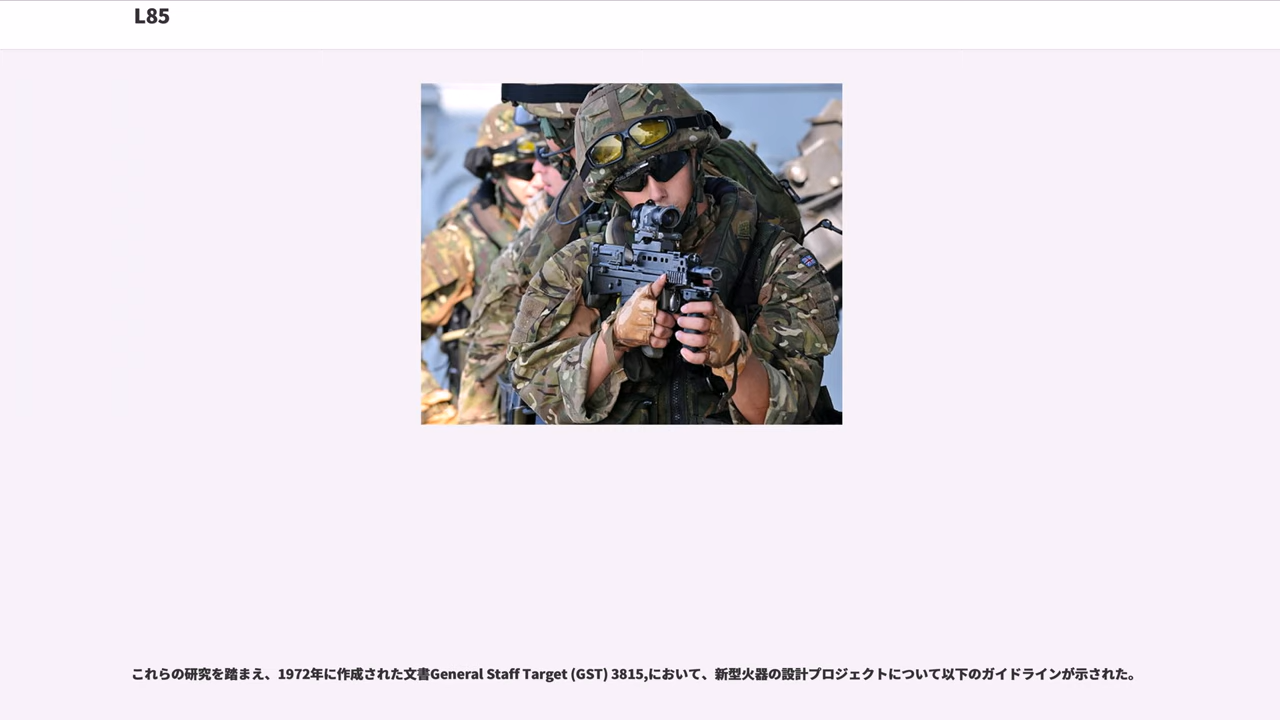 L85
これらの研究を踏まえ、1972年に作成された文書General Staff Target (GST) 3815,において、新型火器の設計プロジェクトについて以下のガイドラインが示された。